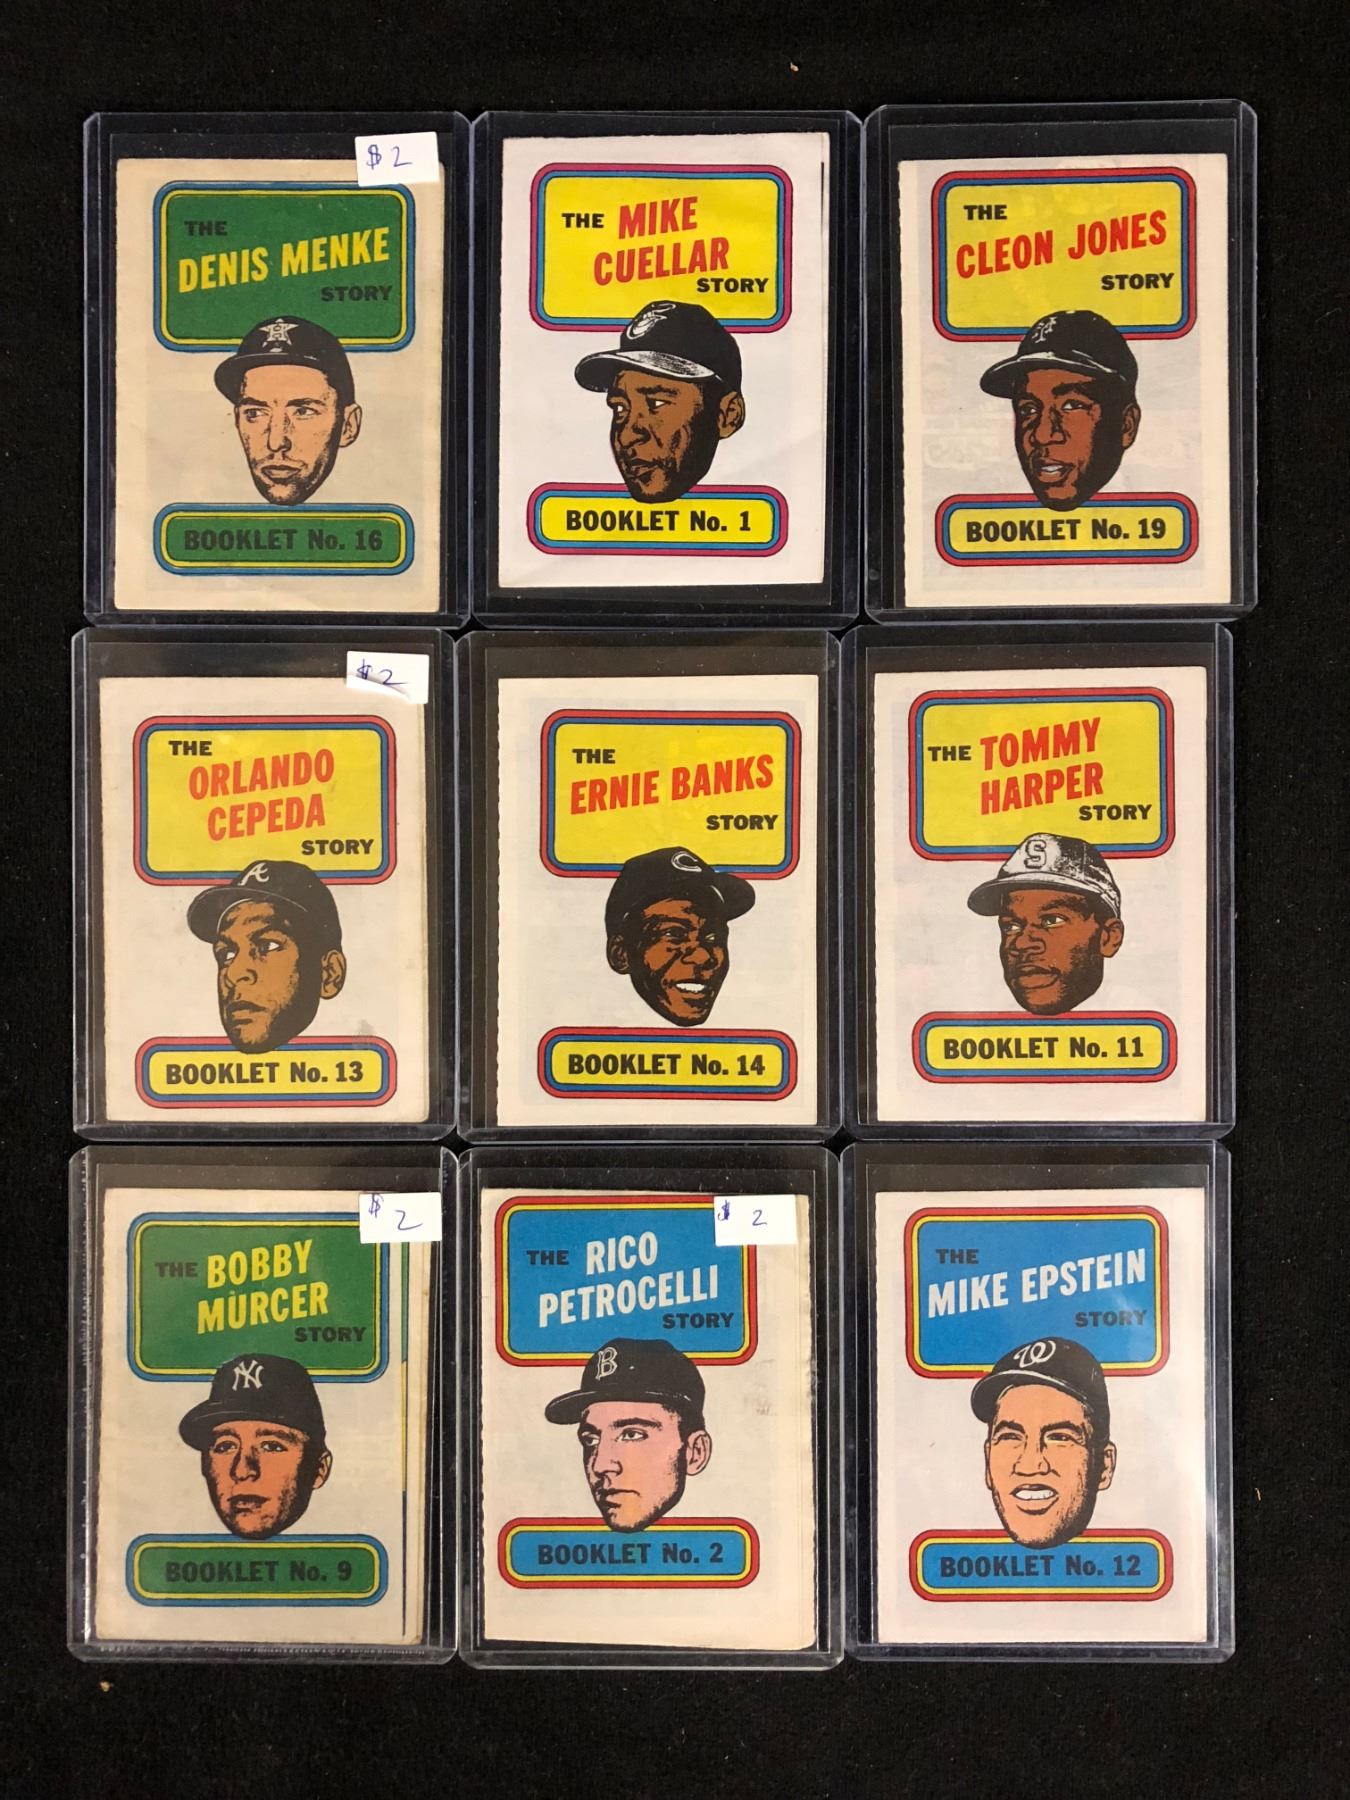 $2
THE
DENIS MENKE
STORY
H
BOOKLET No. 16
THE MIKE
CUELLAR
STORY
BOOKLET No. 1
THE
CLEON JONES
STORY
NY
BOOKLET No. 19
$2
THE
ORLANDO
CEPEDA
STORY
A
BOOKLET No. 13
THE
ERNIE BANKS
STORY
C
BOOKLET No. 14
THE TOMMY
HARPER
STORY
S
BOOKLET No. 11
$2
THE BOBBY
MURCER
STORY
NY
BOOKLET No. 9
$2
THE RICO
PETROCELLI
STORY
B
BOOKLET No. 2
THE
MIKE EPSTEIN
STORY
W
BOOKLET No. 12